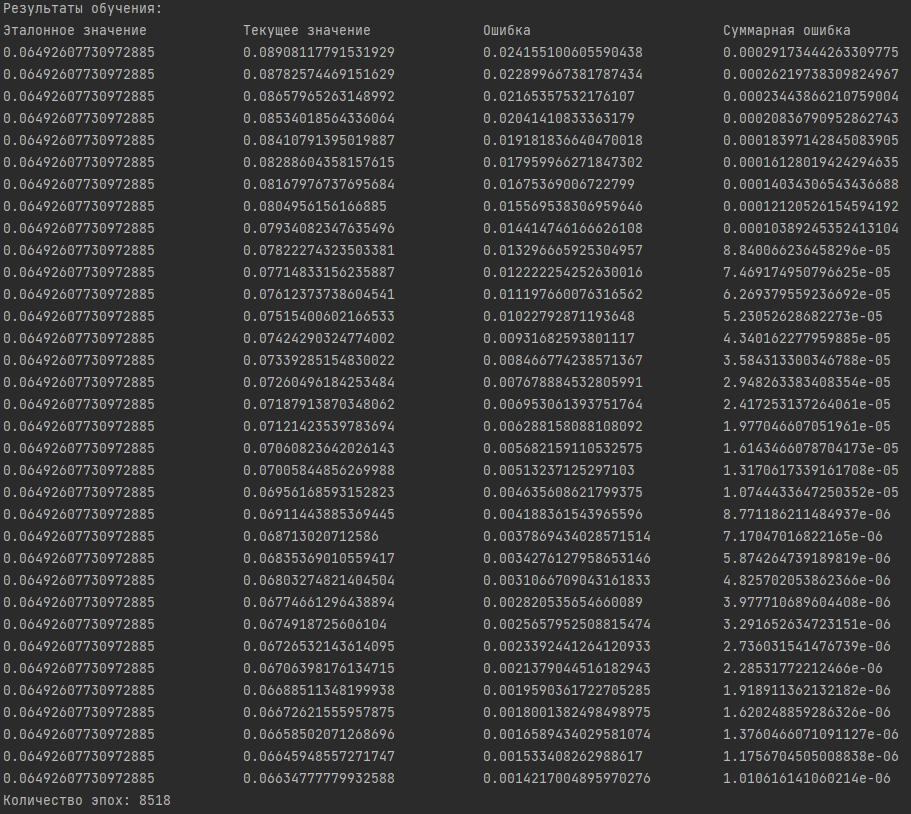 Результаты обучения:
Эталонное значение Текущее значение Ошибка Суммарная ошибка
0.06492607730972885 0.08908117791531929 0.024155100605590438 0.00029173444263309775
0.06492607730972885 0.08782574469151629 0.022899667381787434 0.00026219738309824967
0.06492607730972885 0.08657965263148992 0.02165357532176107 0.00023443866210759004
0.06492607730972885 0.08534018564336064 0.02041410833363179 0.00020836790952862743
0.06492607730972885 0.08410791395019887 0.019181836640470018 0.00018397142845083905
0.06492607730972885 0.08288604358157615 0.017959966271847302 0.00016128019424294635
0.06492607730972885 0.08167976737695684 0.01675369006722799 0.00014034306543436688
0.06492607730972885 0.0804956156166885 0.015569538306959646 0.00012120526154594192
0.06492607730972885 0.07934082347635496 0.014414746166626108 0.00010389245352413104
0.06492607730972885 0.07822274323503381 0.013296665925304957 8.840066236458296e-05
0.06492607730972885 0.07714833156235887 0.012222254252630016 7.469174950796625e-05
0.06492607730972885 0.07612373738604541 0.011197660076316562 6.269379559236692e-05
0.06492607730972885 0.07515400602166533 0.01022792871193648 5.23052628682273e-05
0.06492607730972885 0.07424290324774002 0.00931682593801117 4.340162277959885e-05
0.06492607730972885 0.07339285154830022 0.008466774238571367 3.584313300346788e-05
0.06492607730972885 0.07260496184253484 0.007678884532805991 2.948263383408354e-05
0.06492607730972885 0.07187913870348062 0.006953061393751764 2.417253137264061e-05
0.06492607730972885 0.07121423539783694 0.006288158088108092 1.977046607051961e-05
0.06492607730972885 0.07060823642026143 0.005682159110532575 1.6143466078704173e-05
0.06492607730972885 0.07005844856269988 0.00513237125297103 1.3170617339161708e-05
0.06492607730972885 0.06956168593152823 0.004635608621799375 1.0744433647250352e-05
0.06492607730972885 0.06911443885369445 0.004188361543965596 8.771186211484937e-06
0.06492607730972885 0.068713020712586 0.0037869434028571514 7.17047016822165e-06
0.06492607730972885 0.06835369010559417 0.0034276127958653146 5.874264739189819e-06
0.06492607730972885 0.06803274821404504 0.0031066709043161833 4.825702053862366e-06
0.06492607730972885 0.06774661296438894 0.002820535654660089 3.977710689604408e-06
0.06492607730972885 0.0674918725606104 0.0025657952508815474 3.291652634723151e-06
0.06492607730972885 0.06726532143614095 0.0023392441264120933 2.736031541476739e-06
0.06492607730972885 0.06706398176134715 0.0021379044516182943 2.28531772212466e-06
0.06492607730972885 0.06688511348199938 0.0019590361722705285 1.918911362132182e-06
0.06492607730972885 0.06672621555957875 0.0018001382498498975 1.620248859286326e-06
0.06492607730972885 0.06658502071268696 0.0016589434029581074 1.3760466071091127e-06
0.06492607730972885 0.06645948557271747 0.001533408262988617 1.1756704505008838e-06
0.06492607730972885 0.06634777779932588 0.0014217004895970276 1.010616141060214e-06
Количество эпох: 8518